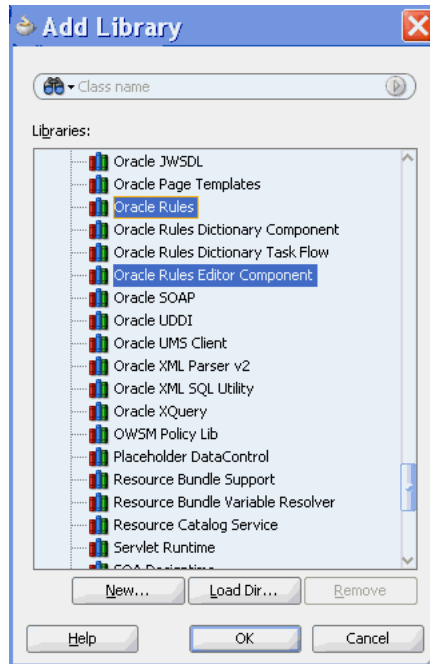 Add Library
Class name
Libraries:
Oracle JWSDL
Oracle Page Templates
Oracle Rules
Oracle Rules Dictionary Component
Oracle Rules Dictionary Task Flow
Oracle Rules Editor Component
Oracle SOAP
Oracle UDDI
Oracle UMS Client
Oracle XML Parser v2
Oracle XML SQL Utility
Oracle XQuery
OWSM Policy Lib
Placeholder DataControl
Resource Bundle Support
Resource Bundle Variable Resolver
Resource Catalog Service
Servlet Runtime
SOA Designtime
New... Load Dir... Remove
Help OK Cancel